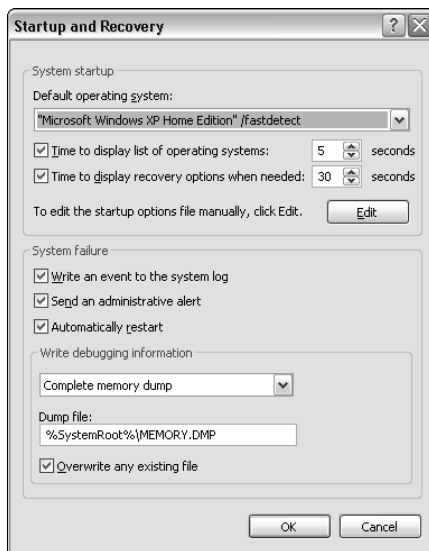 Startup and Recovery
System startup
Default operating system:
"Microsoft Windows XP Home Edition" /fastdetect
Time to display list of operating systems: 5 seconds
Time to display recovery options when needed: 30 seconds
To edit the startup options file manually, click Edit. Edit
System failure
Write an event to the system log
Send an administrative alert
Automatically restart
Write debugging information
Complete memory dump
Dump file:
%SystemRoot%\MEMORY.DMP
Overwrite any existing file
OK Cancel